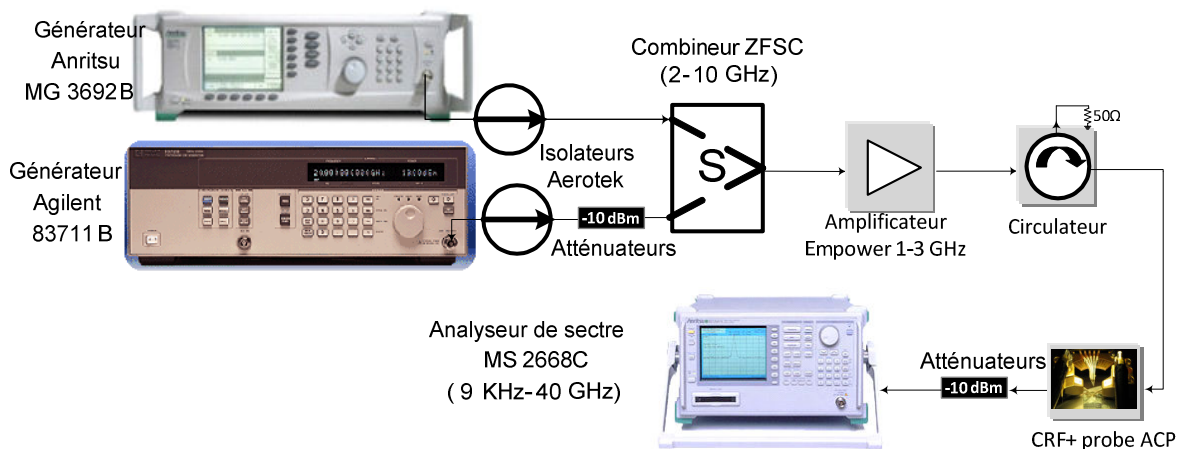 Générateur
Anritsu
MG 3692B
Combineur ZFSC
(2-10 GHz)
50Ω
Isolateurs
Aerotek
S
Générateur
Agilent
83711B
-10 dBm
Atténuateurs
Amplificateur
Empower 1-3 GHz
Circulateur
Analyseur de sectre
MS 2668C
( 9 KHz-40 GHz)
Atténuateurs
-10 dBm
CRF+ probe ACP